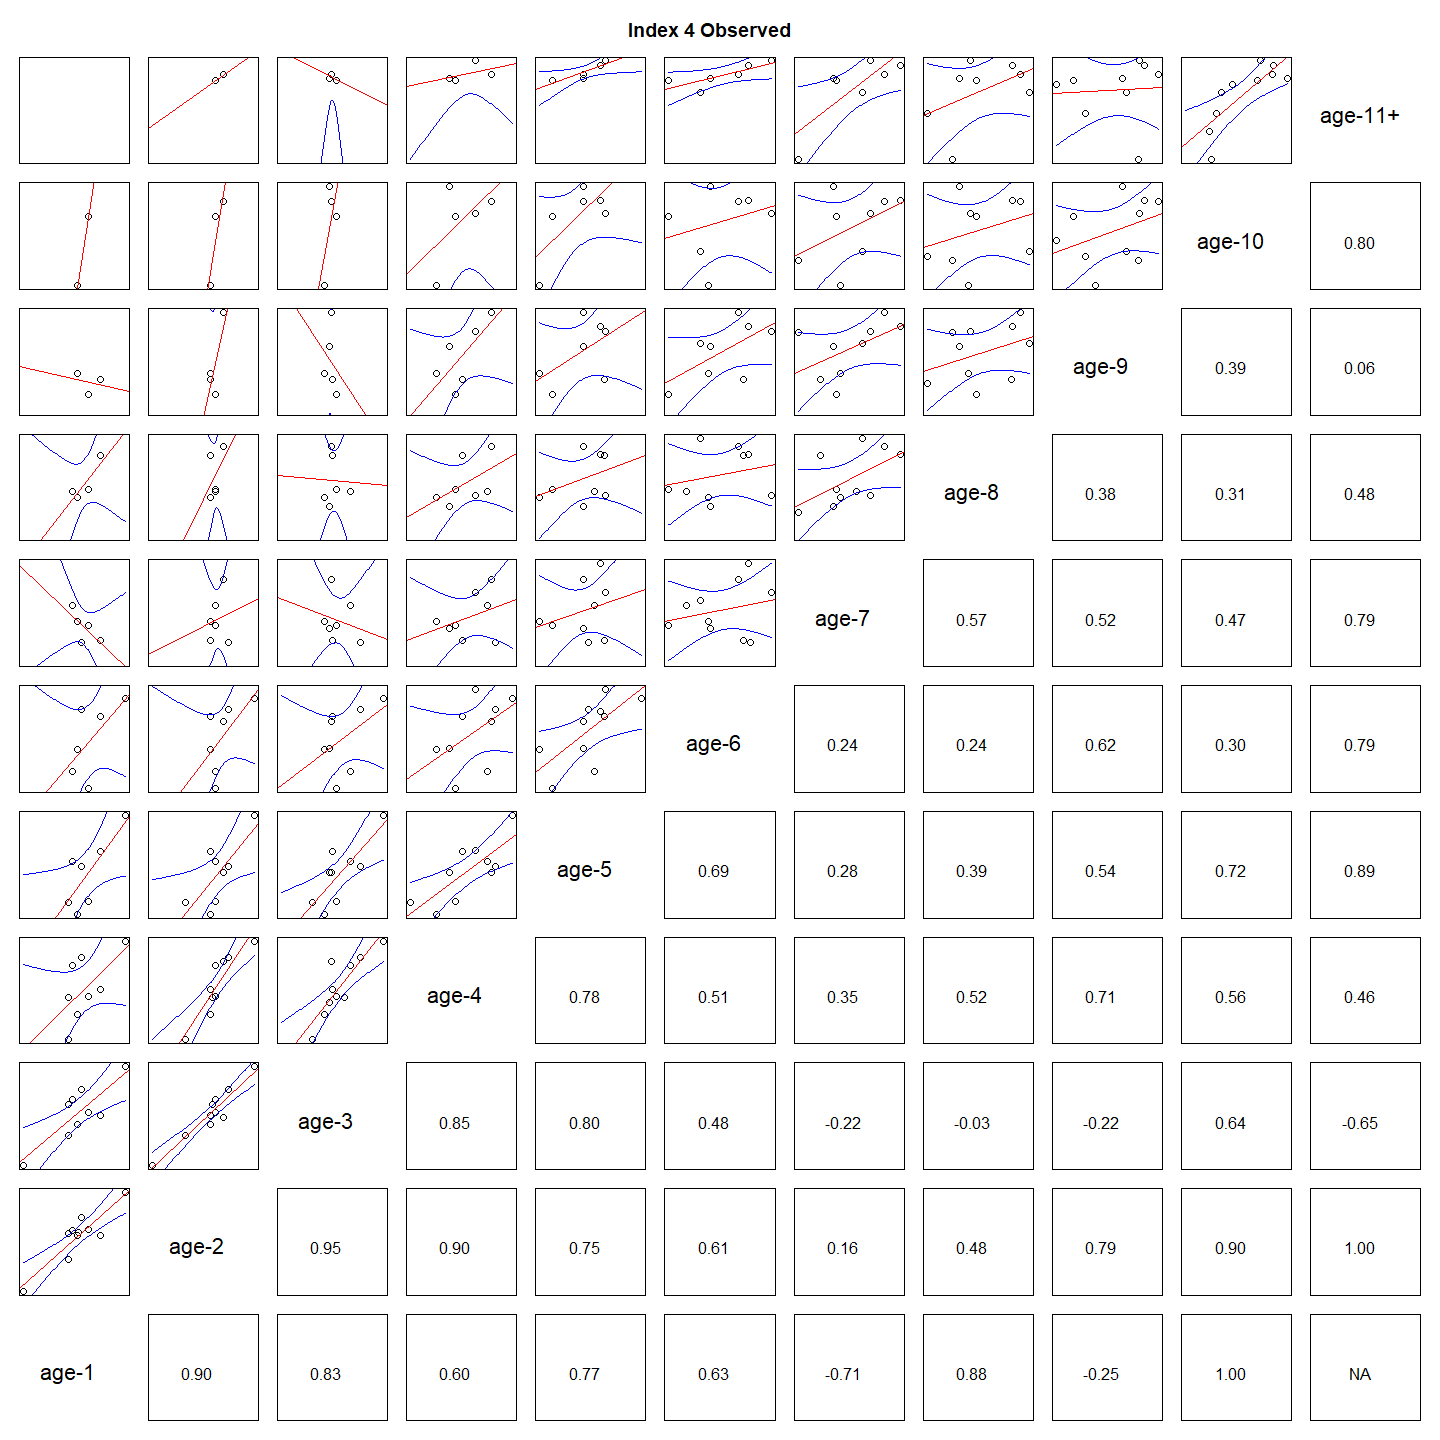 Index 4 Observed
age-11+
age-10 0.80
age-9 0.39 0.06
age-8 0.38 0.31 0.48
age-7 0.57 0.52 0.47 0.79
age-6 0.24 0.24 0.62 0.30 0.79
age-5 0.69 0.28 0.39 0.54 0.72 0.89
age-4 0.78 0.51 0.35 0.52 0.71 0.56 0.46
age-3 0.85 0.80 0.48 -0.22 -0.03 -0.22 0.64 -0.65
age-2 0.95 0.90 0.75 0.61 0.16 0.48 0.79 0.90 1.00
age-1 0.90 0.83 0.60 0.77 0.63 -0.71 0.88 -0.25 1.00 NA